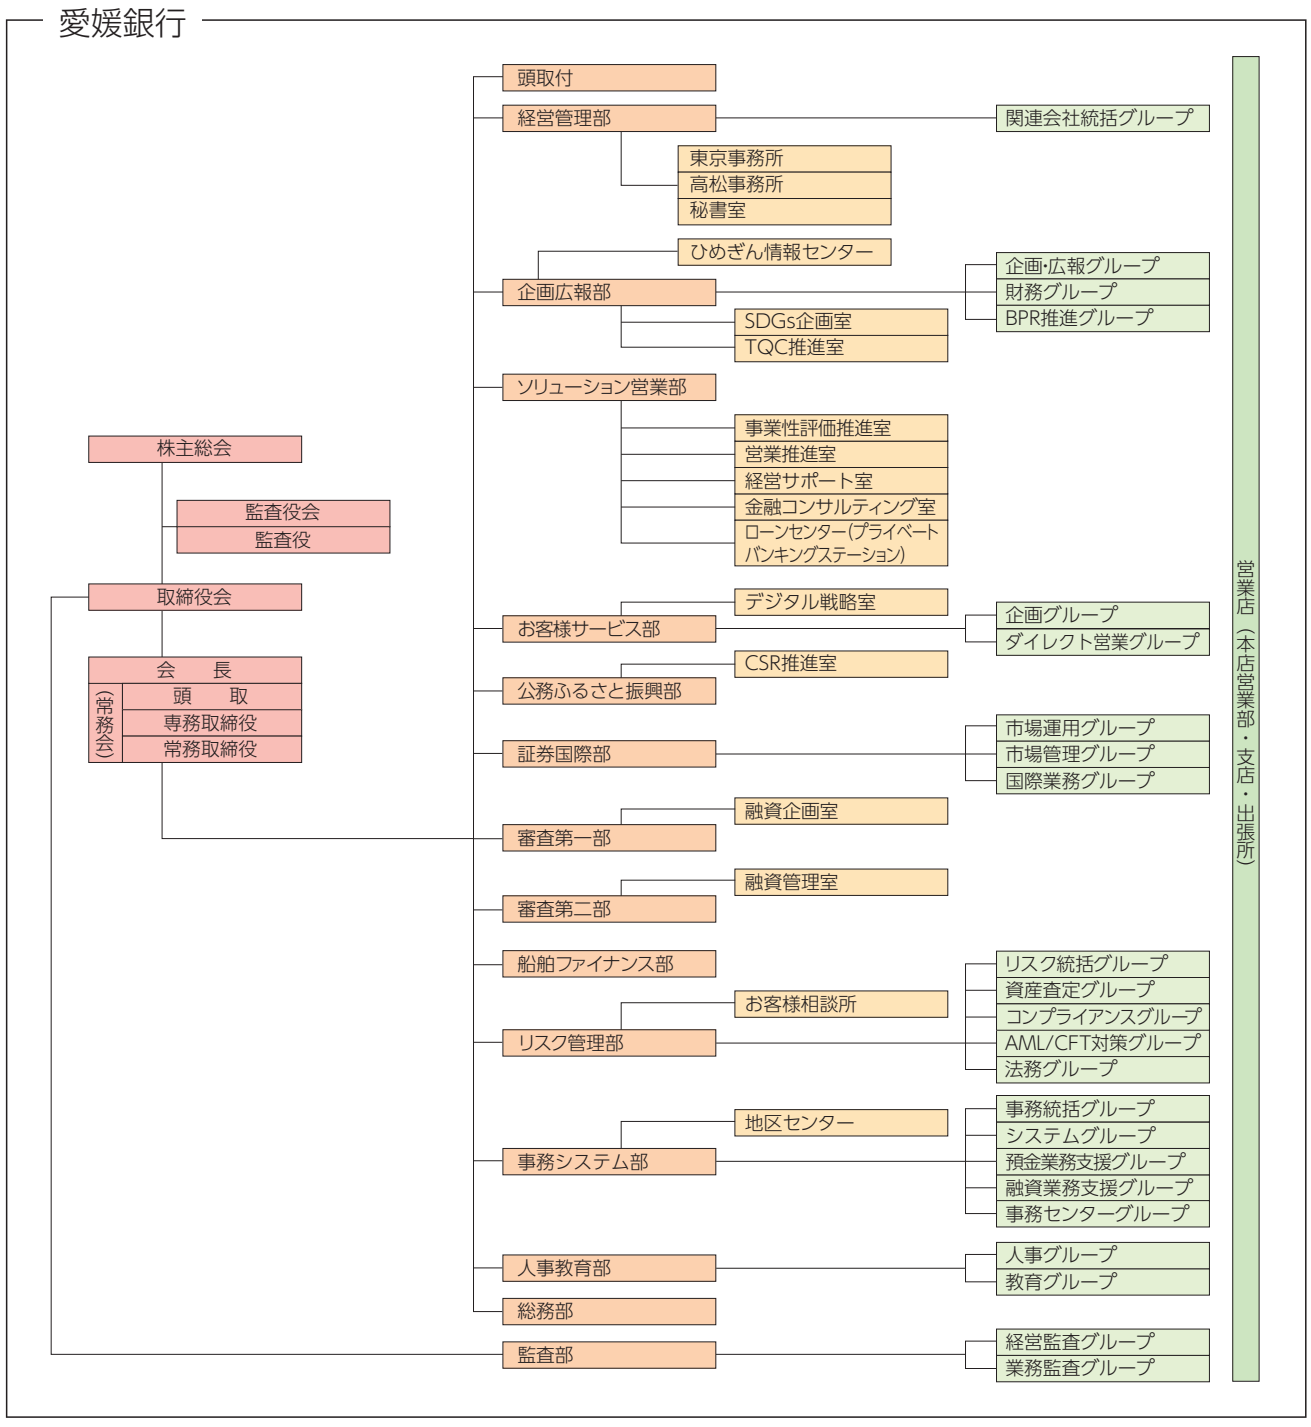 愛媛銀行
頭取付
経営管理部
関連会社統括グループ
東京事務所
高松事務所
秘書室
ひめぎん情報センター
企画広報部
企画・広報グループ
財務グループ
BPR推進グループ
SDGs企画室
TQC推進室
ソリューション営業部
事業性評価推進室
営業推進室
経営サポート室
金融コンサルティング室
ローンセンター(プライベート
バンキングステーション)
株主総会
監査役会
監査役
取締役会
会　長
(常務会)
頭　取
専務取締役
常務取締役
デジタル戦略室
お客様サービス部
企画グループ
ダイレクト営業グループ
CSR推進室
公務ふるさと振興部
証券国際部
市場運用グループ
市場管理グループ
国際業務グループ
融資企画室
審査第一部
融資管理室
審査第二部
船舶ファイナンス部
お客様相談所
リスク管理部
リスク統括グループ
資産査定グループ
コンプライアンスグループ
AML/CFT対策グループ
法務グループ
地区センター
事務システム部
事務統括グループ
システムグループ
預金業務支援グループ
融資業務支援グループ
事務センターグループ
人事教育部
人事グループ
教育グループ
総務部
監査部
経営監査グループ
業務監査グループ
営業店(本店営業部・支店・出張所)